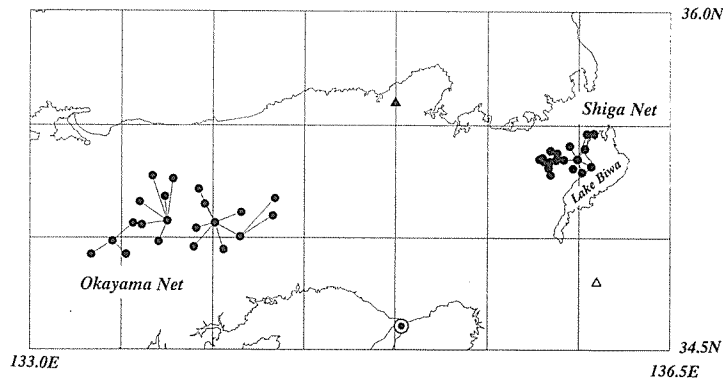 36.0N
Shiga Net
Lake Biwa
Okayama Net
34.5N
133.0E
136.5E